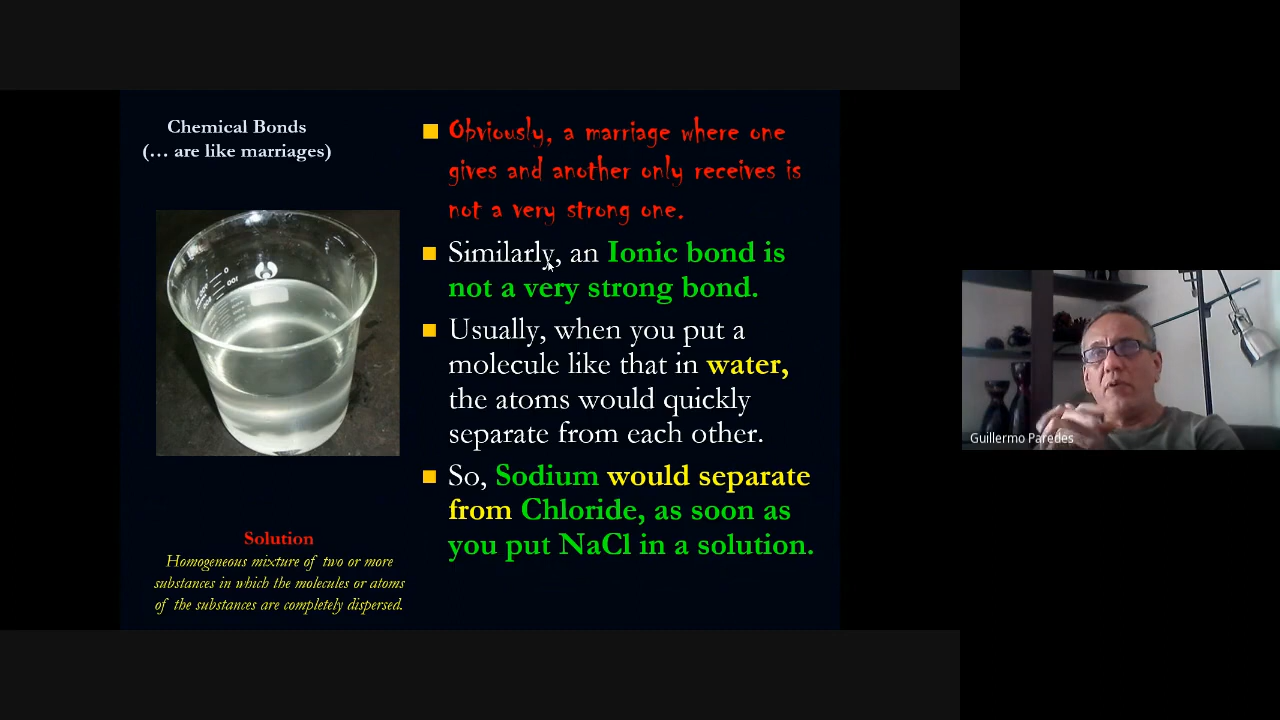 Chemical Bonds
(... are like marriages)
Solution
Homogeneous mixture of two or more
substances in which the molecules or atoms
of the substances are completely dispersed.
Obviously, a marriage where one
gives and another only receives is
not a very strong one.
Similarly, an Ionic bond is
not a very strong bond.
Usually, when you put a
molecule like that in water,
the atoms would quickly
separate from each other.
So, Sodium would separate
from Chloride, as soon as
you put NaCl in a solution.
Guillermo Paredes